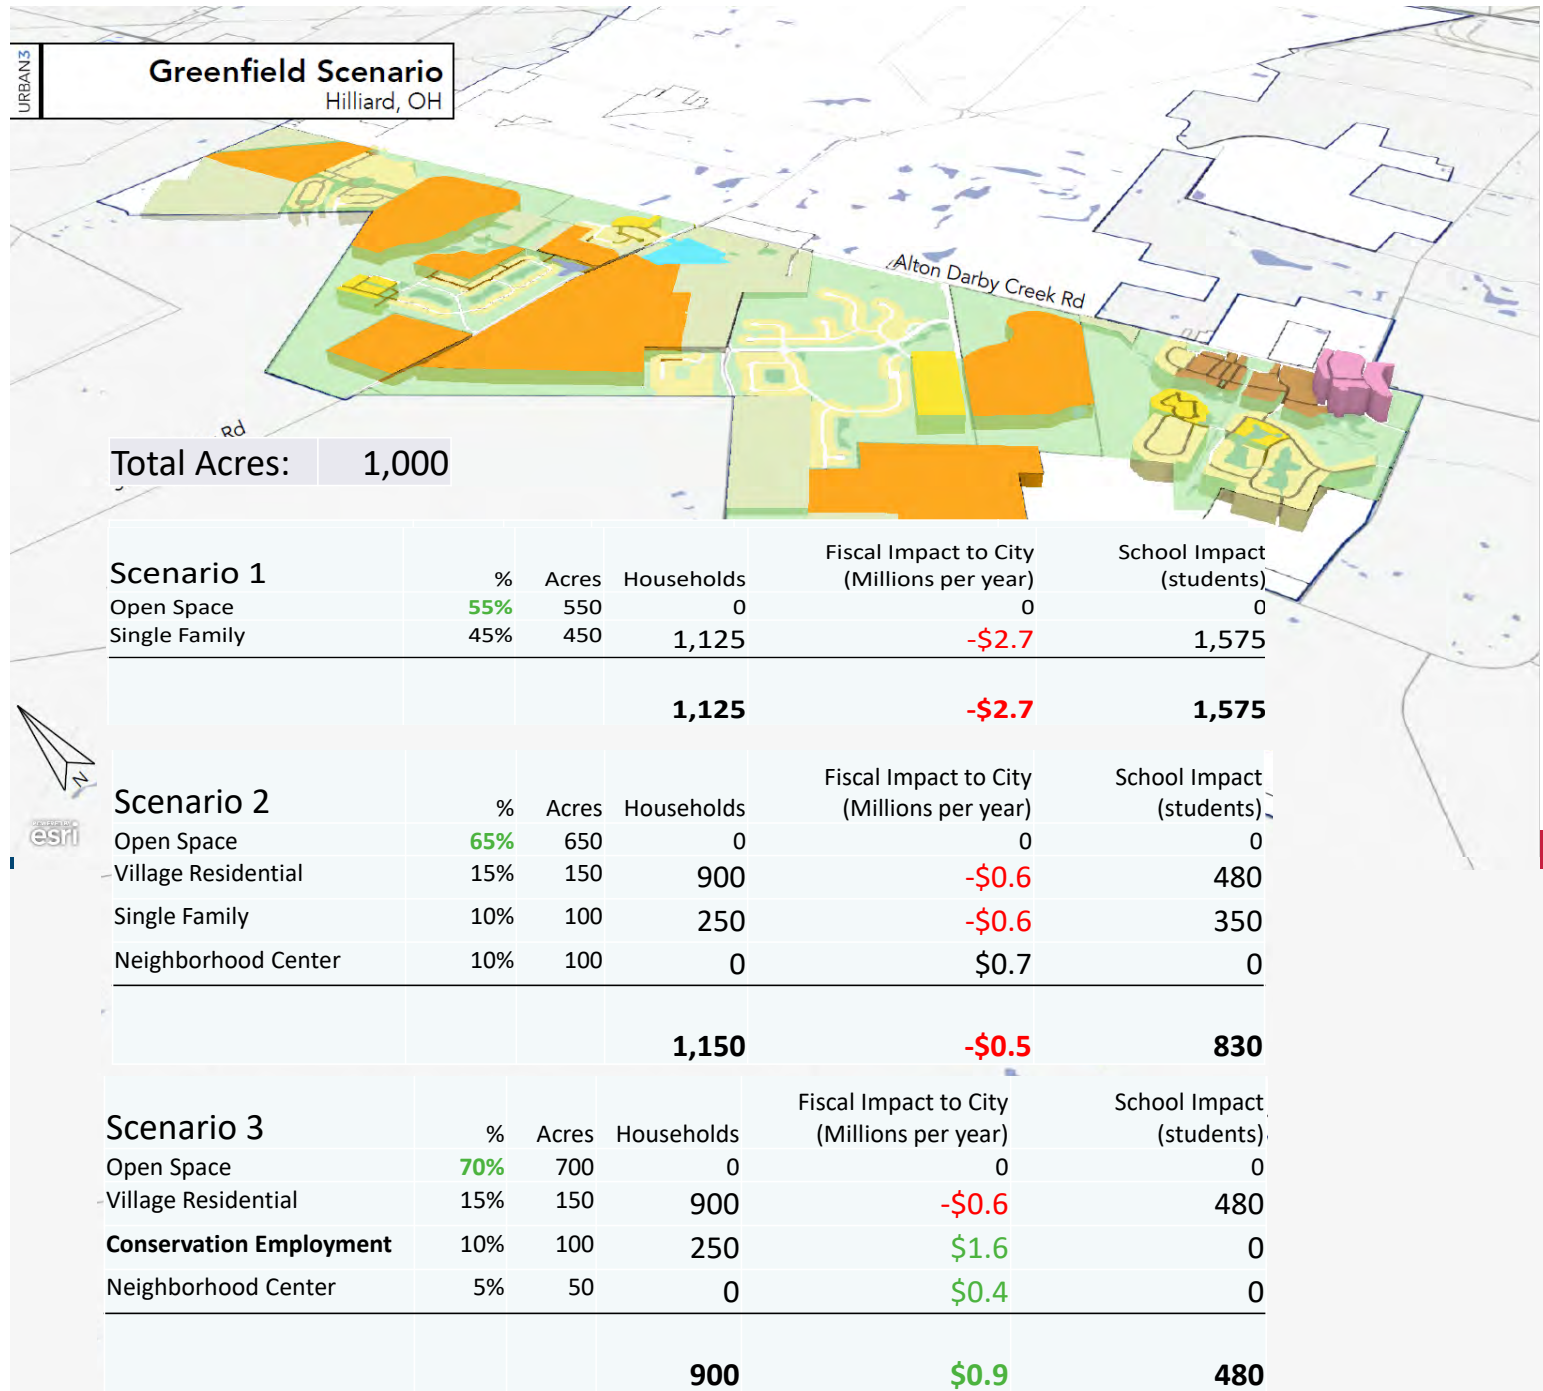 URBAN3
Greenfield Scenario
Hilliard, OH
Alton Darby Creek Rd
Rd
Total Acres: 1,000
Scenario 1 % Acres Households Fiscal Impact to City (Millions per year) School Impact (students)
Open Space 55% 550 0 0 0
Single Family 45% 450 1,125 -$2.7 1,575
1,125 -$2.7 1,575
Scenario 2 % Acres Households Fiscal Impact to City (Millions per year) School Impact (students)
Open Space 65% 650 0 0 0
Village Residential 15% 150 900 -$0.6 480
Single Family 10% 100 250 -$0.6 350
Neighborhood Center 10% 100 0 $0.7 0
1,150 -$0.5 830
Scenario 3 % Acres Households Fiscal Impact to City (Millions per year) School Impact (students)
Open Space 70% 700 0 0 0
Village Residential 15% 150 900 -$0.6 480
Conservation Employment 10% 100 250 $1.6 0
Neighborhood Center 5% 50 0 $0.4 0
900 $0.9 480
N
esri